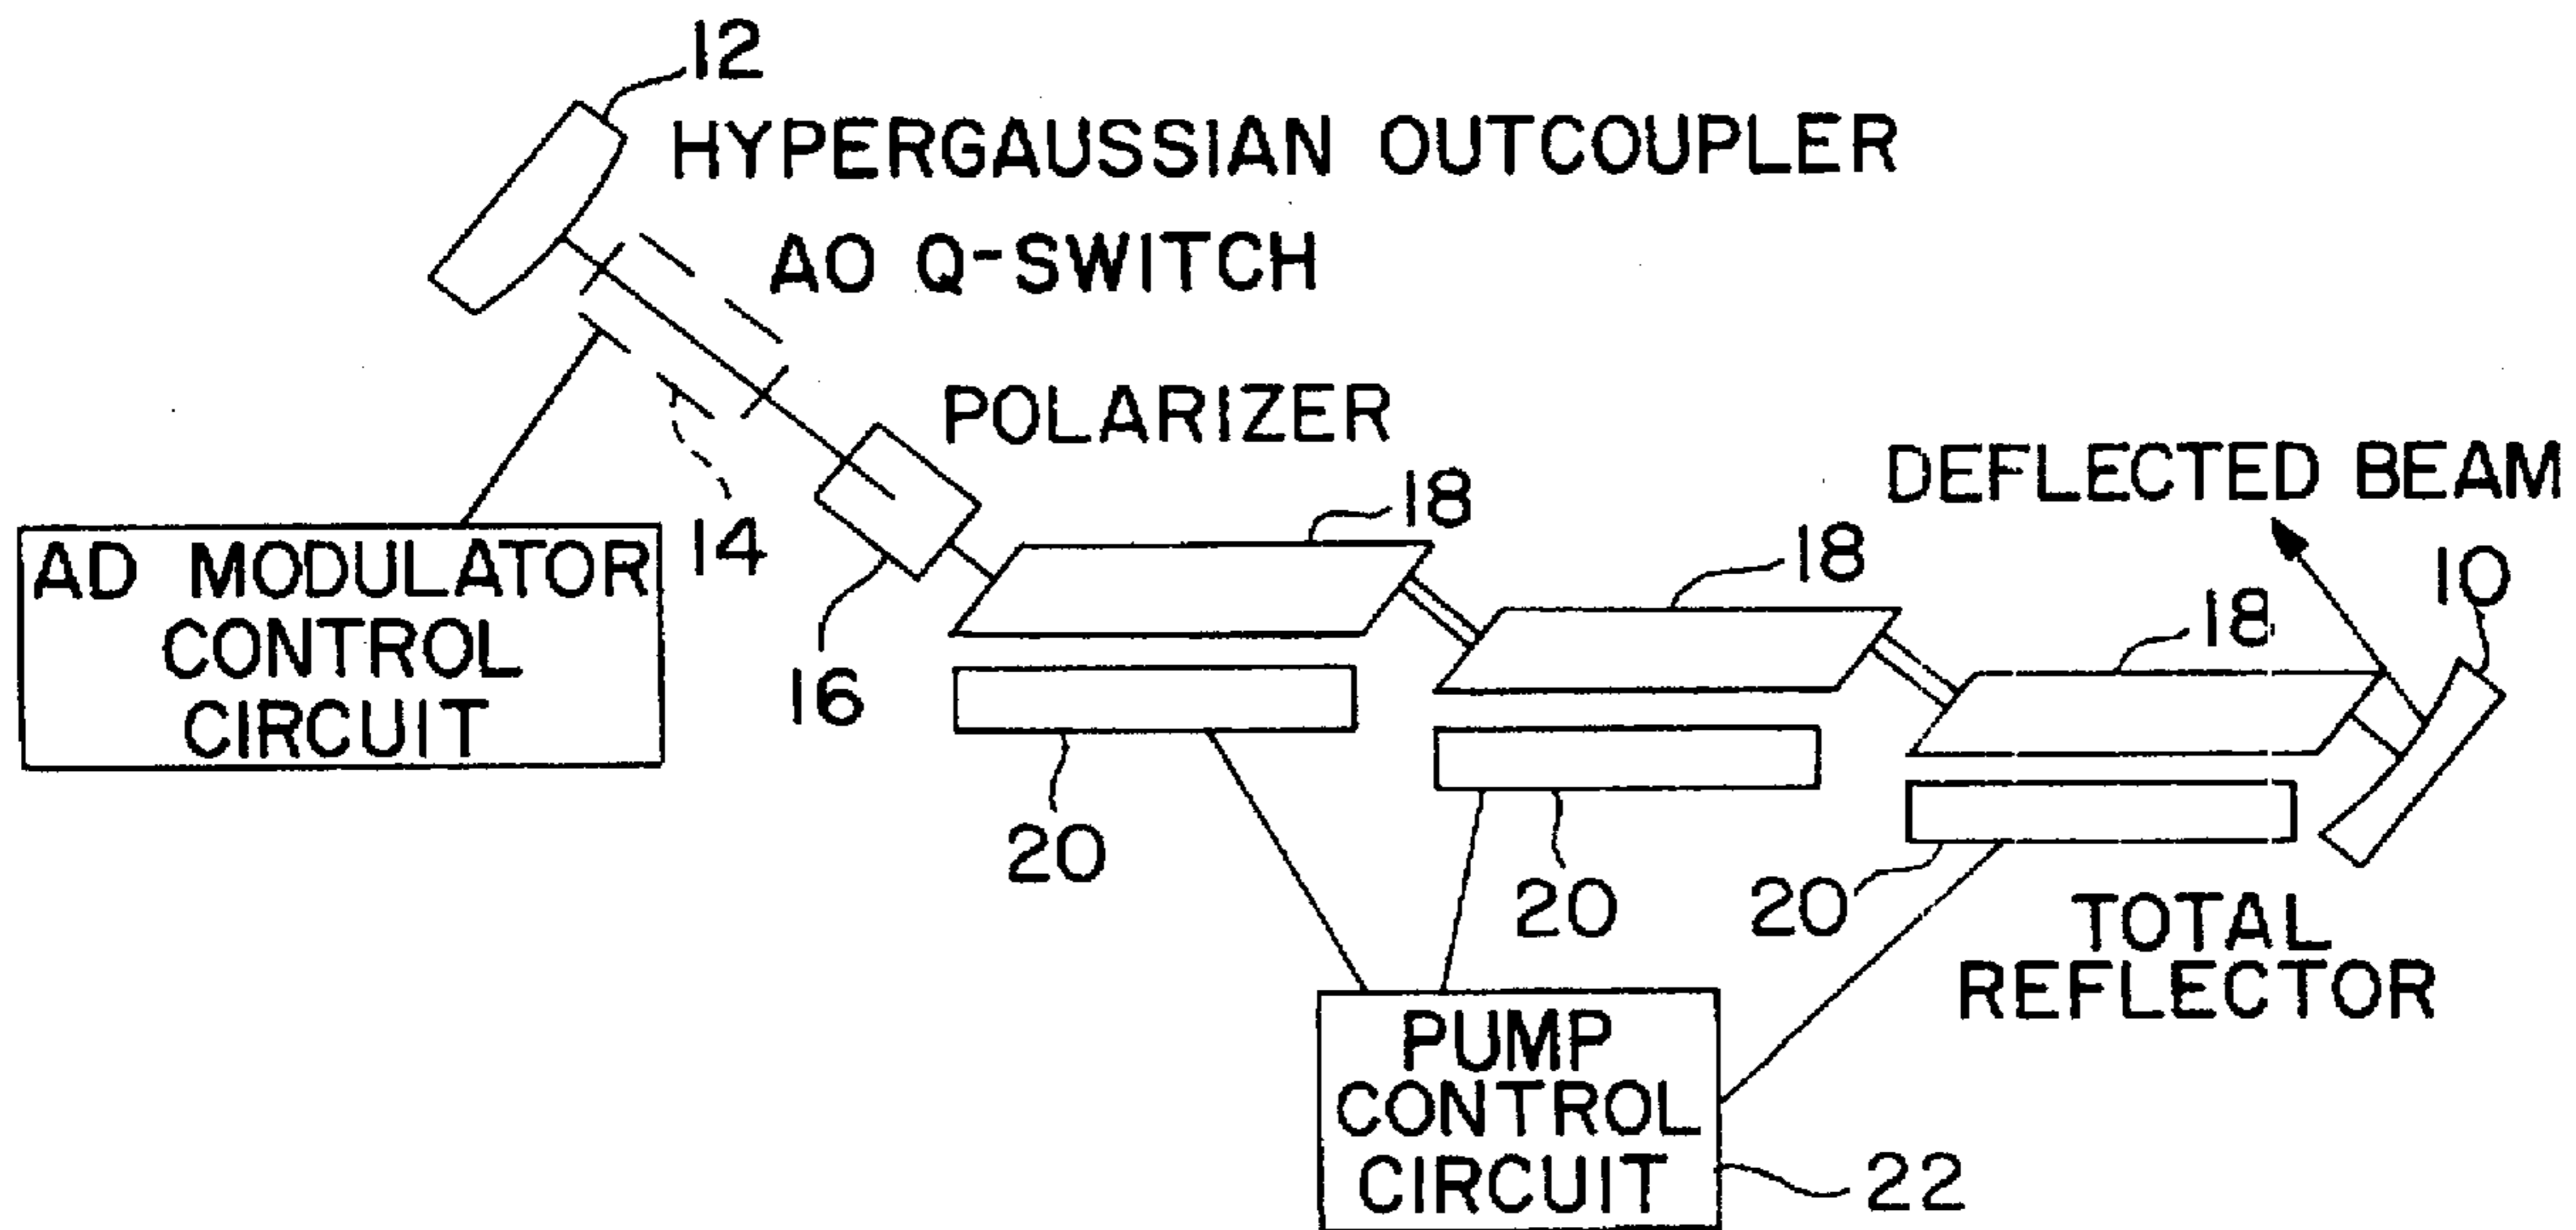 12
HYPERGAUSSIAN OUTCOUPLER
AO Q-SWITCH
POLARIZER
DEFLECTED BEAM
18
18
10
14
AD MODULATOR
CONTROL
CIRCUIT
18
16
20
20
20
TOTAL
REFLECTOR
PUMP
CONTROL
CIRCUIT
22